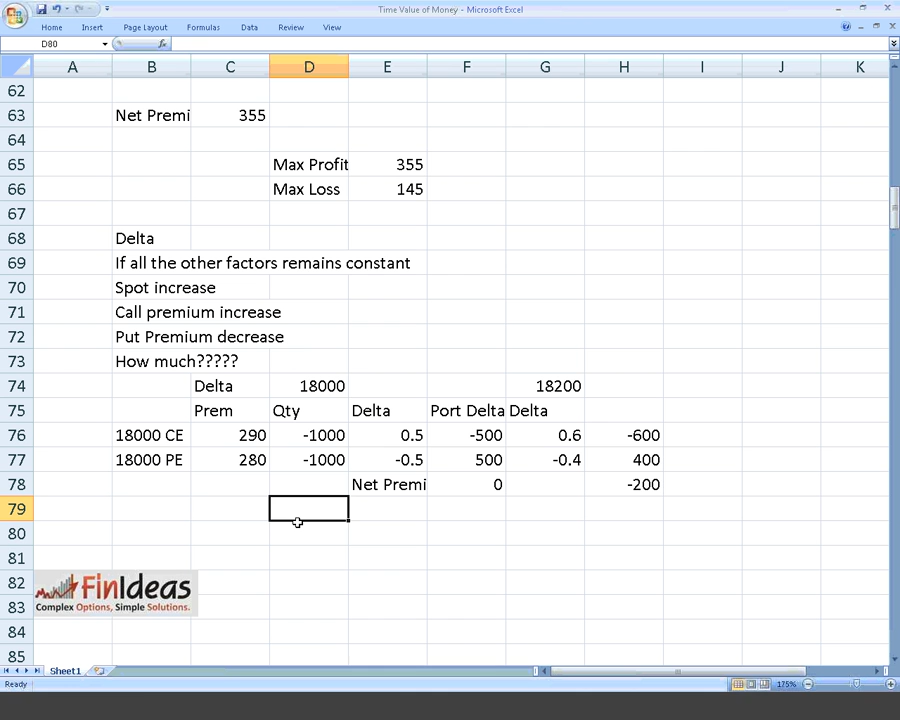 Time Value of Money - Microsoft Excel
Home Insert Page Layout Formulas Data Review View
D80
A B C D E F G H I J K
62
63 Net Premi 355
64
65 Max Profit 355
66 Max Loss 145
67
68 Delta
69 If all the other factors remains constant
70 Spot increase
71 Call premium increase
72 Put Premium decrease
73 How much?????
74 Delta 18000 18200
75 Prem Qty Delta Port Delta Delta
76 18000 CE 290 -1000 0.5 -500 0.6 -600
77 18000 PE 280 -1000 -0.5 500 -0.4 400
78 Net Premi 0 -200
79
80
81
82
83
84
85
FinIdeas
Complex Options, Simple Solutions.
Sheet1
Ready 175%